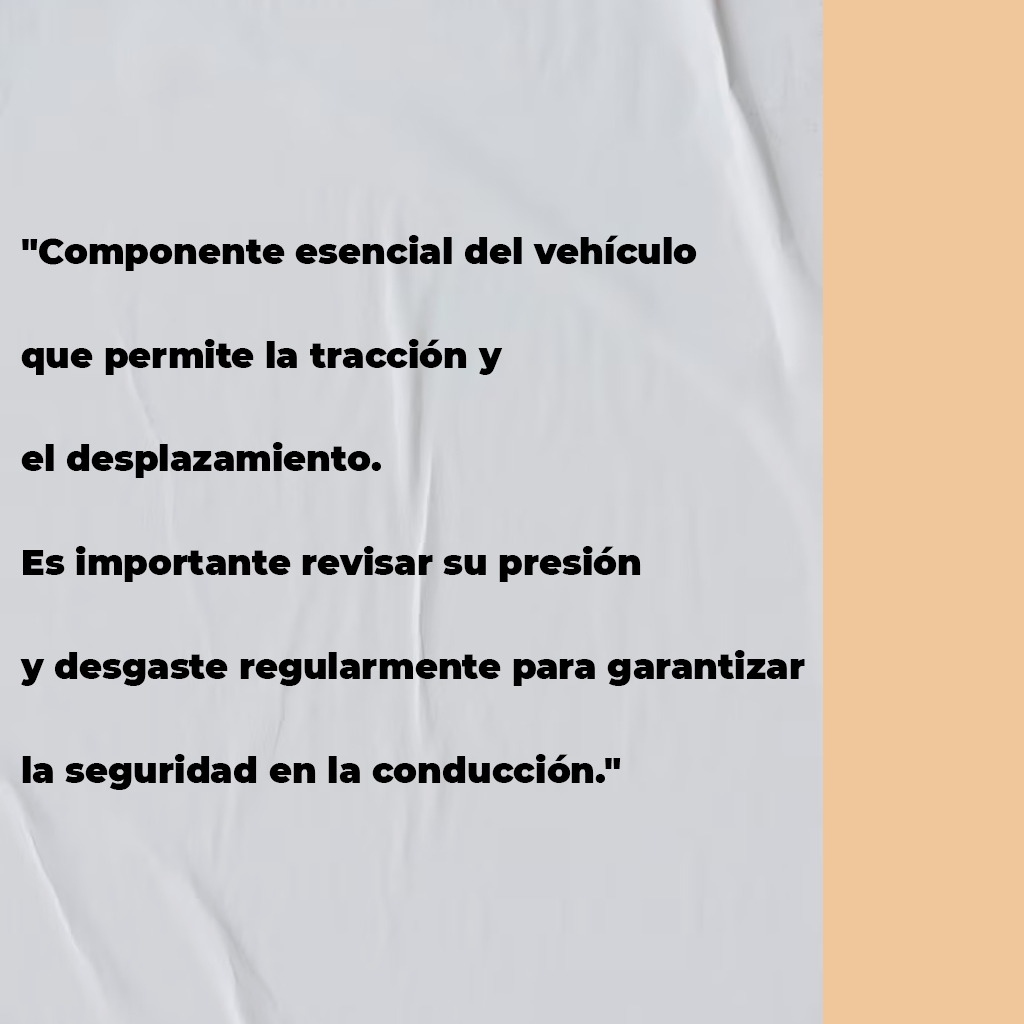 "Componente esencial del vehículo
que permite la tracción y
el desplazamiento.
Es importante revisar su presión
y desgaste regularmente para garantizar
la seguridad en la conducción."